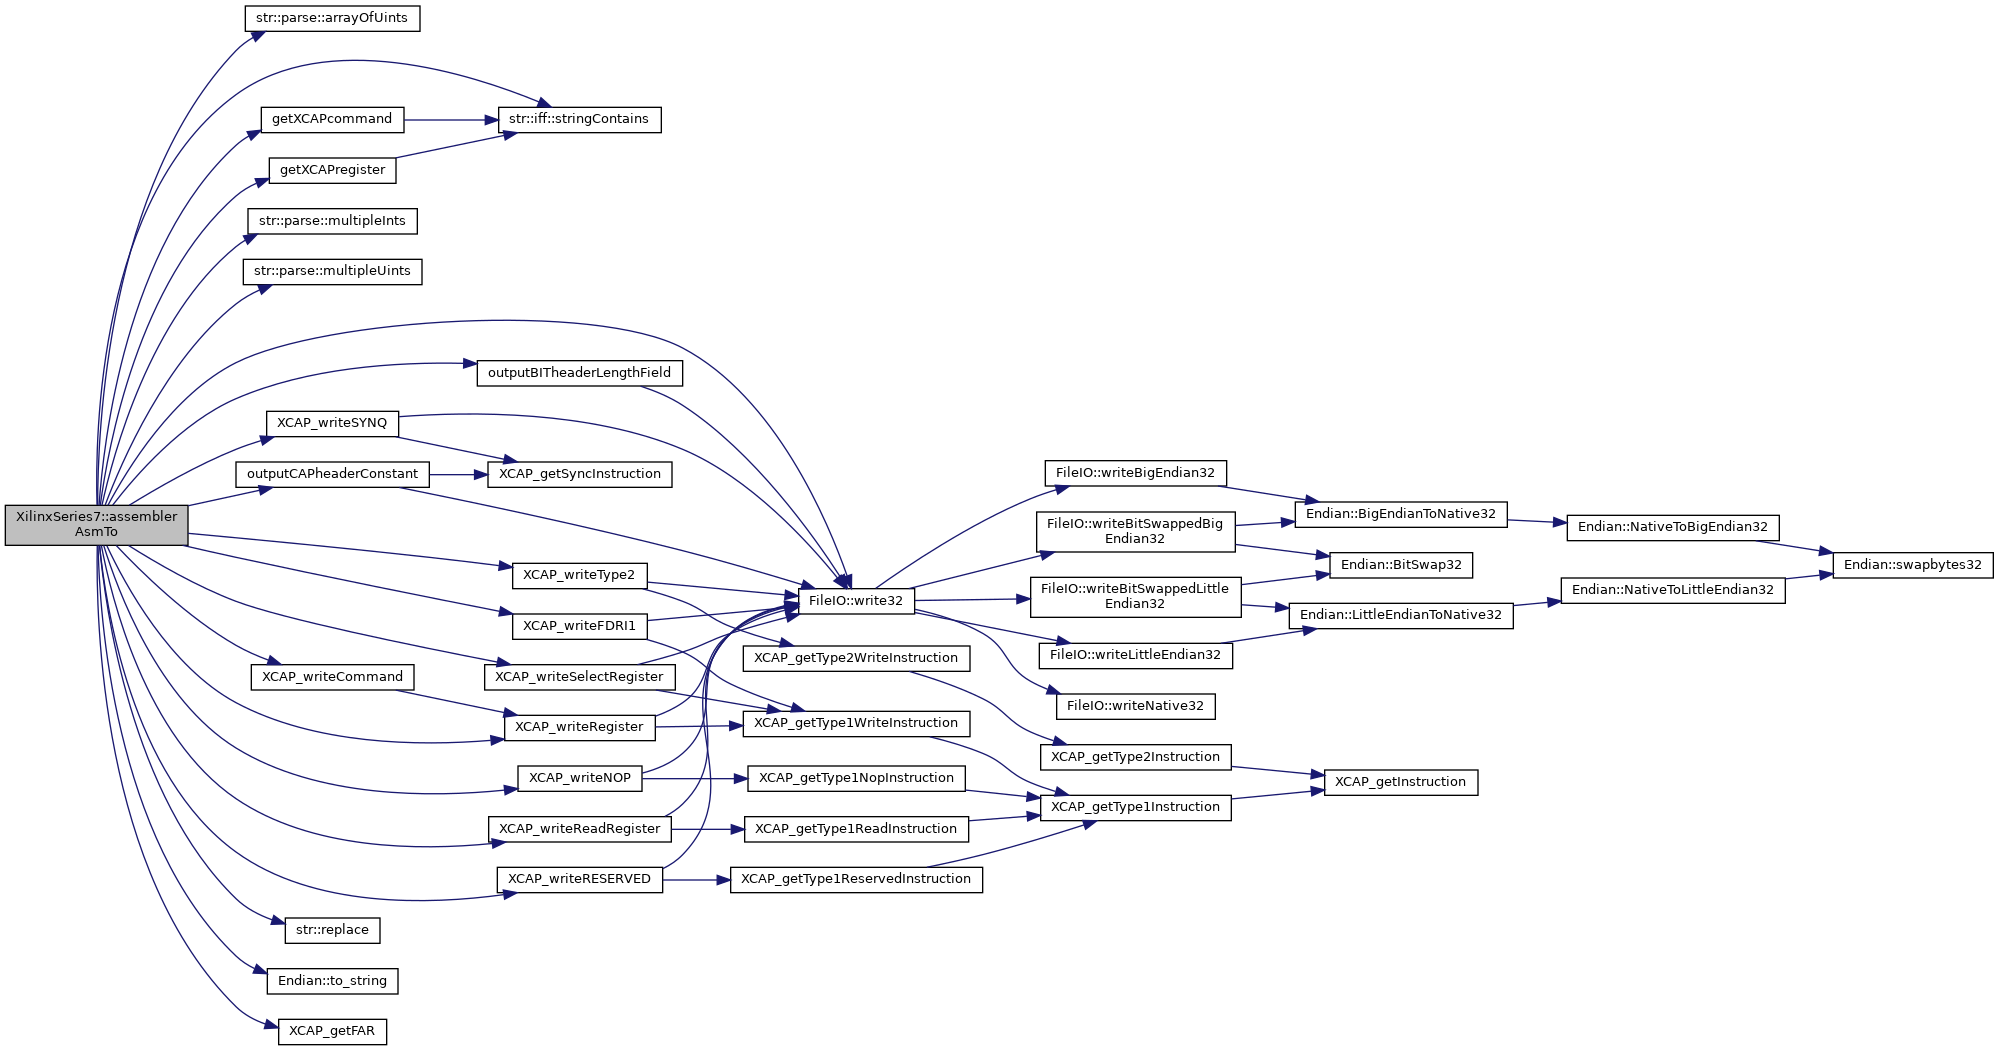 str::parse::arrayOfUints
getXCAPcommand
str::iff::stringContains
getXCAPregister
str::parse::multipleInts
str::parse::multipleUints
outputBITheaderLengthField
XCAP_writeSYNQ
outputCAPheaderConstant
XCAP_getSyncInstruction
XilinxSeries7::assembler
AsmTo
XCAP_writeType2
XCAP_writeFDRI1
XCAP_writeCommand
XCAP_writeSelectRegister
XCAP_writeRegister
XCAP_writeNOP
XCAP_writeReadRegister
XCAP_writeRESERVED
str::replace
Endian::to_string
XCAP_getFAR
FileIO::write32
XCAP_getType2WriteInstruction
XCAP_getType1WriteInstruction
XCAP_getType1NopInstruction
XCAP_getType1ReadInstruction
XCAP_getType1ReservedInstruction
FileIO::writeBigEndian32
FileIO::writeBitSwappedBig
Endian32
FileIO::writeBitSwappedLittle
Endian32
FileIO::writeLittleEndian32
FileIO::writeNative32
XCAP_getType2Instruction
XCAP_getType1Instruction
Endian::BigEndianToNative32
Endian::BitSwap32
Endian::LittleEndianToNative32
XCAP_getInstruction
Endian::NativeToBigEndian32
Endian::NativeToLittleEndian32
Endian::swapbytes32